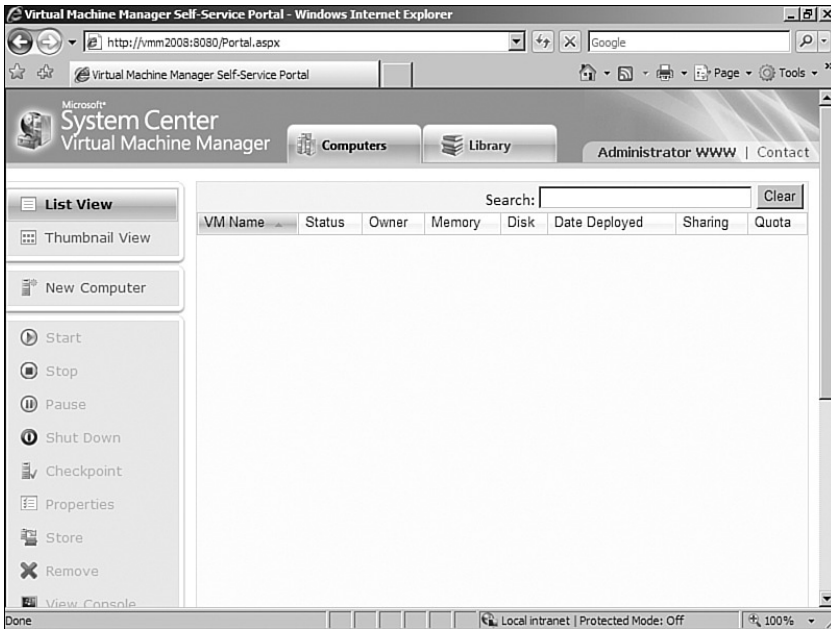 Virtual Machine Manager Self-Service Portal - Windows Internet Explorer
http://vmm2008:8080/Portal.aspx
Google
Virtual Machine Manager Self-Service Portal
Page
Tools
Microsoft®
System Center
Virtual Machine Manager
Computers
Library
Administrator WWW | Contact
List View
Thumbnail View
New Computer
Start
Stop
Pause
Shut Down
Checkpoint
Properties
Store
Remove
View Console
Search:
Clear
VM Name Status Owner Memory Disk Date Deployed Sharing Quota
Done
Local intranet | Protected Mode: Off
100%